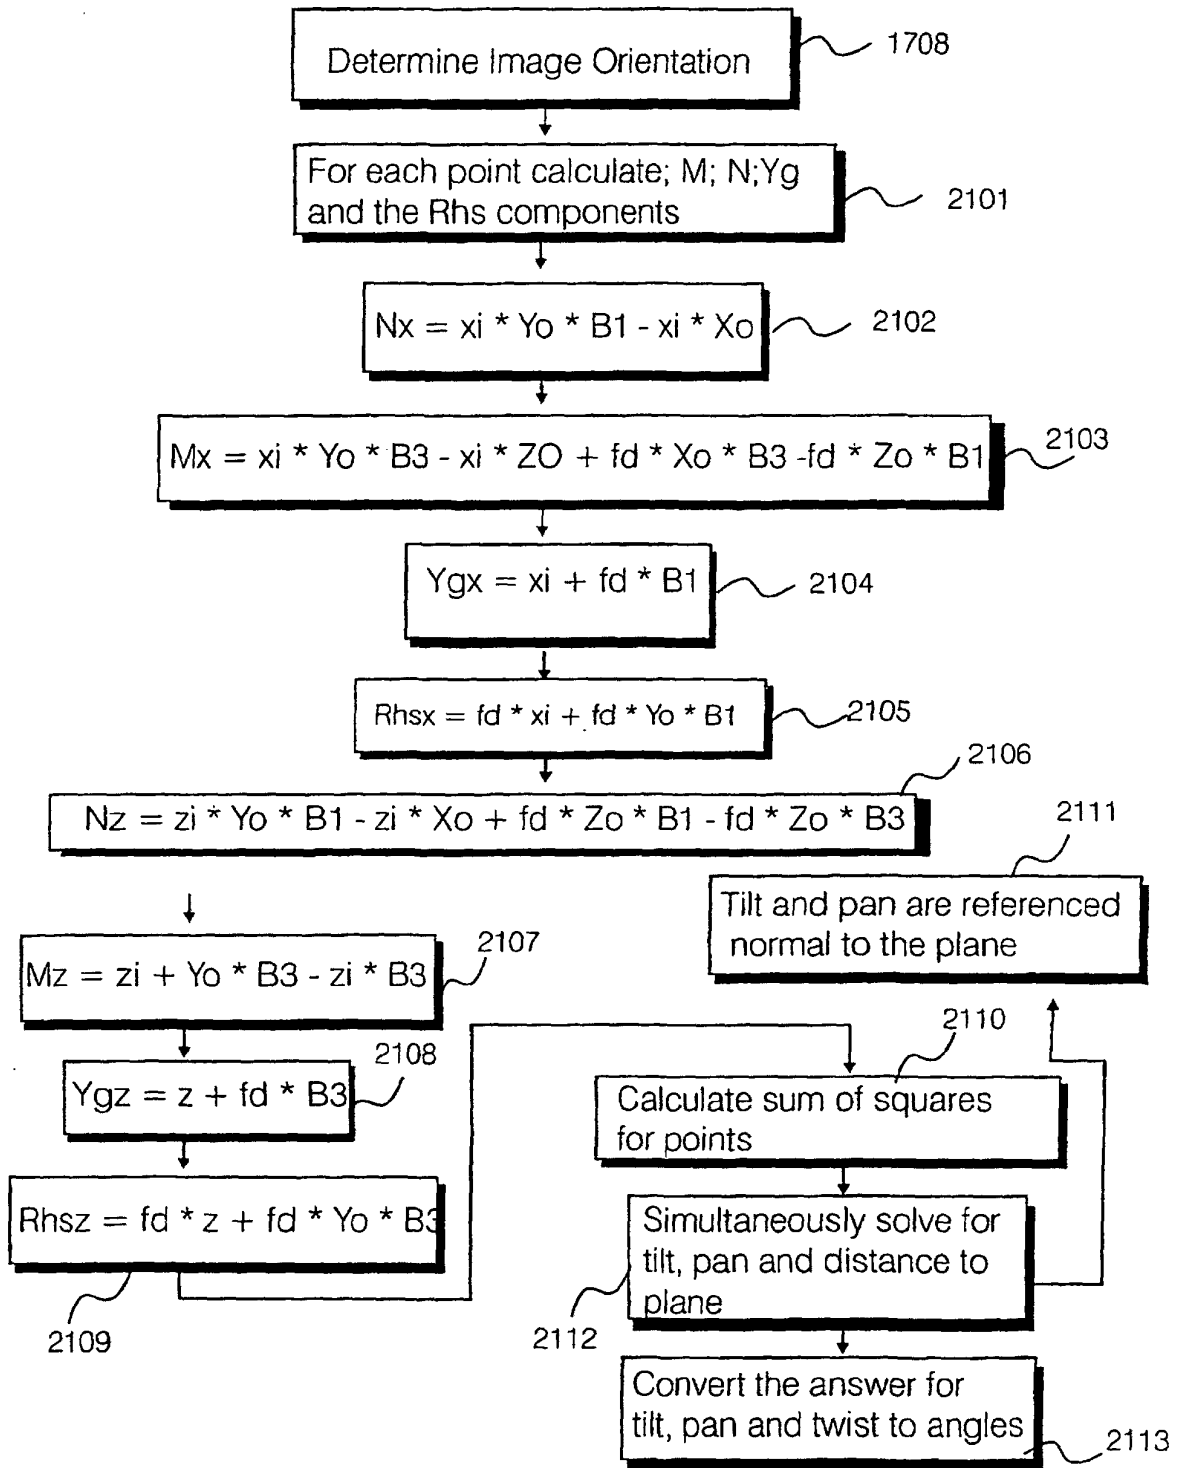 Determine Image Orientation
1708
For each point calculate; M; N;Yg
and the Rhs components
2101
Nx = xi * Yo * B1 - xi * Xo
2102
Mx = xi * Yo * B3 - xi * ZO + fd * Xo * B3 -fd * Zo * B1
2103
Ygx = xi + fd * B1
2104
Rhsx = fd * xi + fd * Yo * B1
2105
2106
Nz = zi * Yo * B1 - zi * Xo + fd * Zo * B1 - fd * Zo * B3
2111
Tilt and pan are referenced
normal to the plane
2107
Mz = zi + Yo * B3 - zi * B3
2108
Ygz = z + fd * B3
Rhsz = fd * z + fd * Yo * B3
2109
2110
Calculate sum of squares
for points
Simultaneously solve for
tilt, pan and distance to
plane
2112
Convert the answer for
tilt, pan and twist to angles
2113